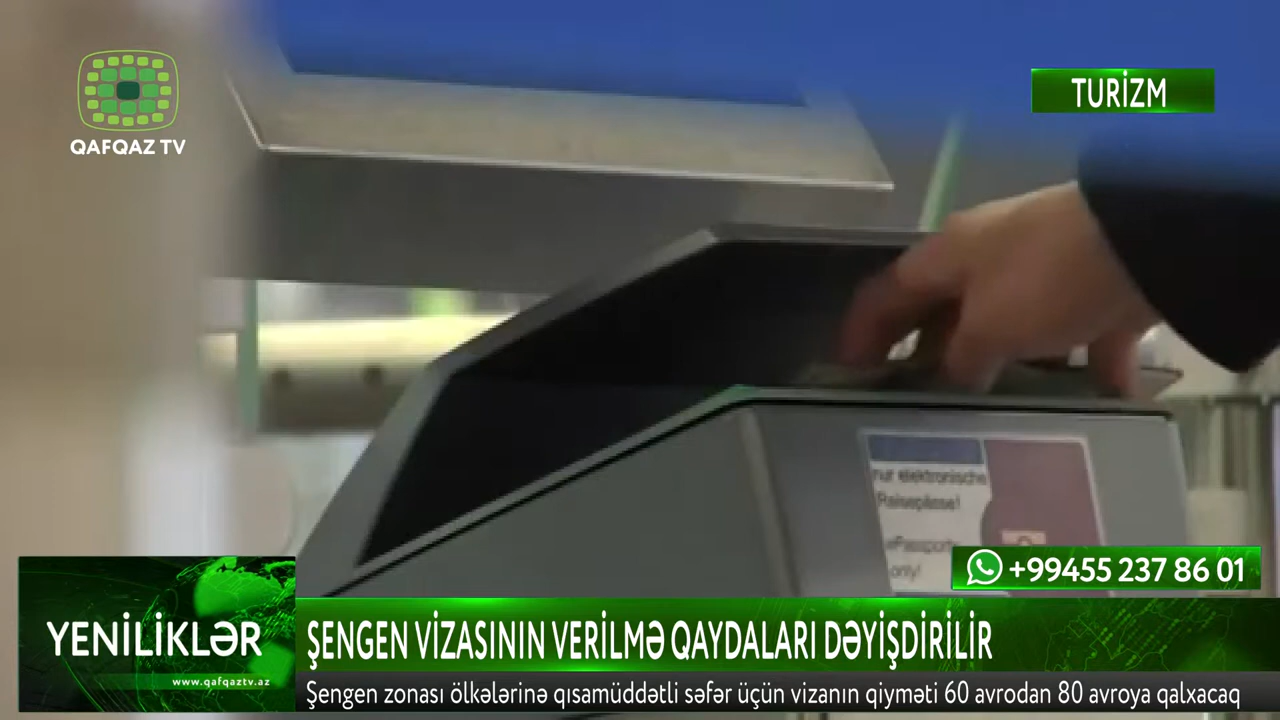 QAFQAZ TV
TURİZM
nur elektronische
Reisepässe!
ePassports
only!
+99455 237 86 01
YENİLİKLƏR
www.qafqaztv.az
ŞENGEN VİZASININ VERİLMƏ QAYDALARI DƏYİŞDİRİLİR
Şengen zonası ölkələrinə qısamüddətli səfər üçün vizanın qiyməti 60 avrodan 80 avroya qalxacaq